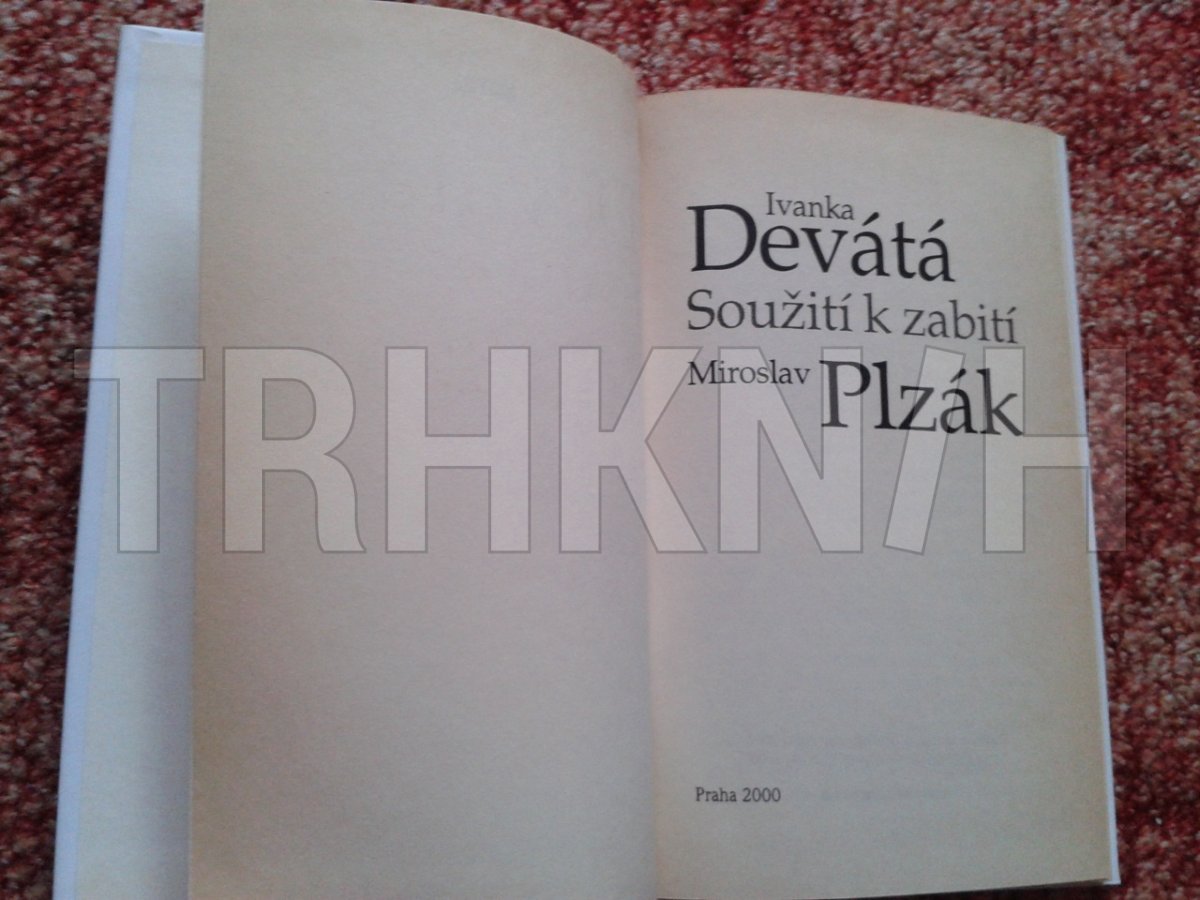 Ivanka
Devátá
Soužití k zabití
Miroslav Plzák
TRHKNIH
Praha 2000